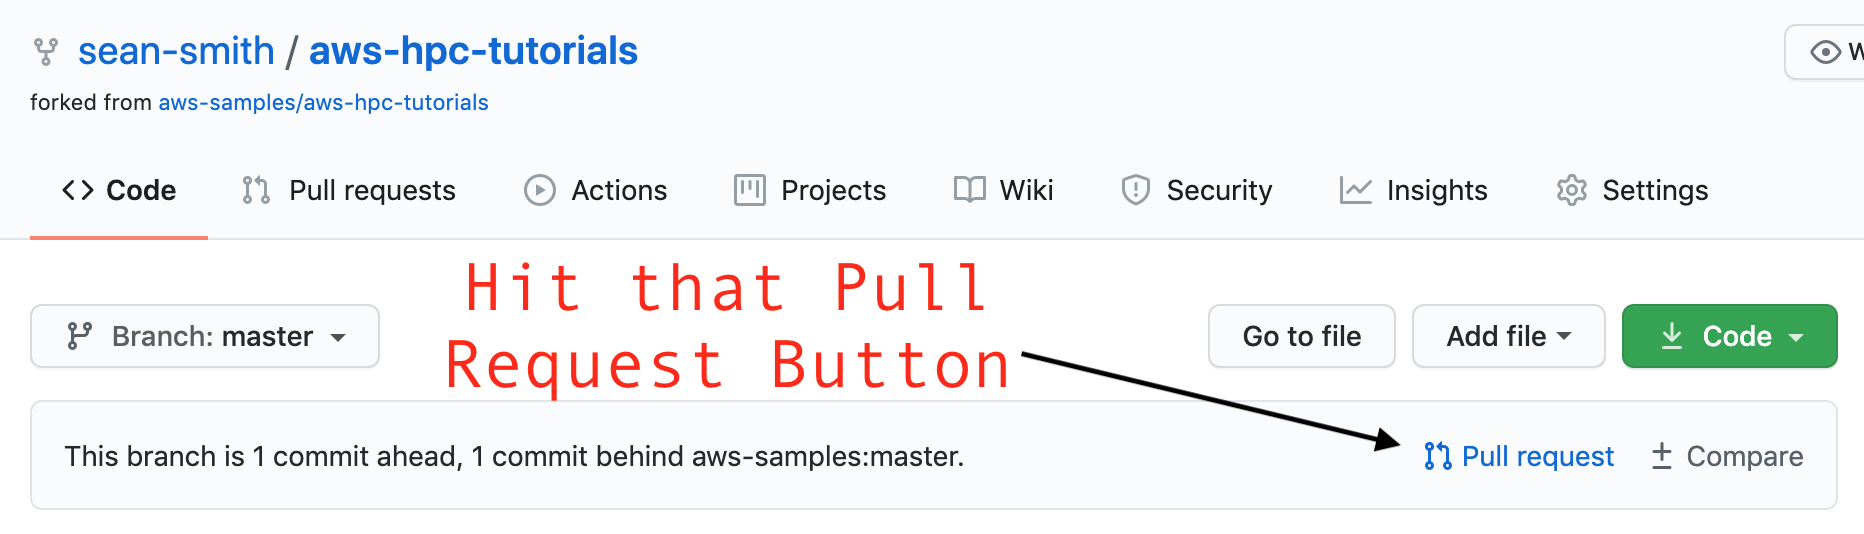 sean-smith / aws-hpc-tutorials
forked from aws-samples/aws-hpc-tutorials
Code Pull requests Actions Projects Wiki Security Insights Settings
Hit that Pull
Request Button
Branch: master Go to file Add file Code
This branch is 1 commit ahead, 1 commit behind aws-samples:master. Pull request Compare